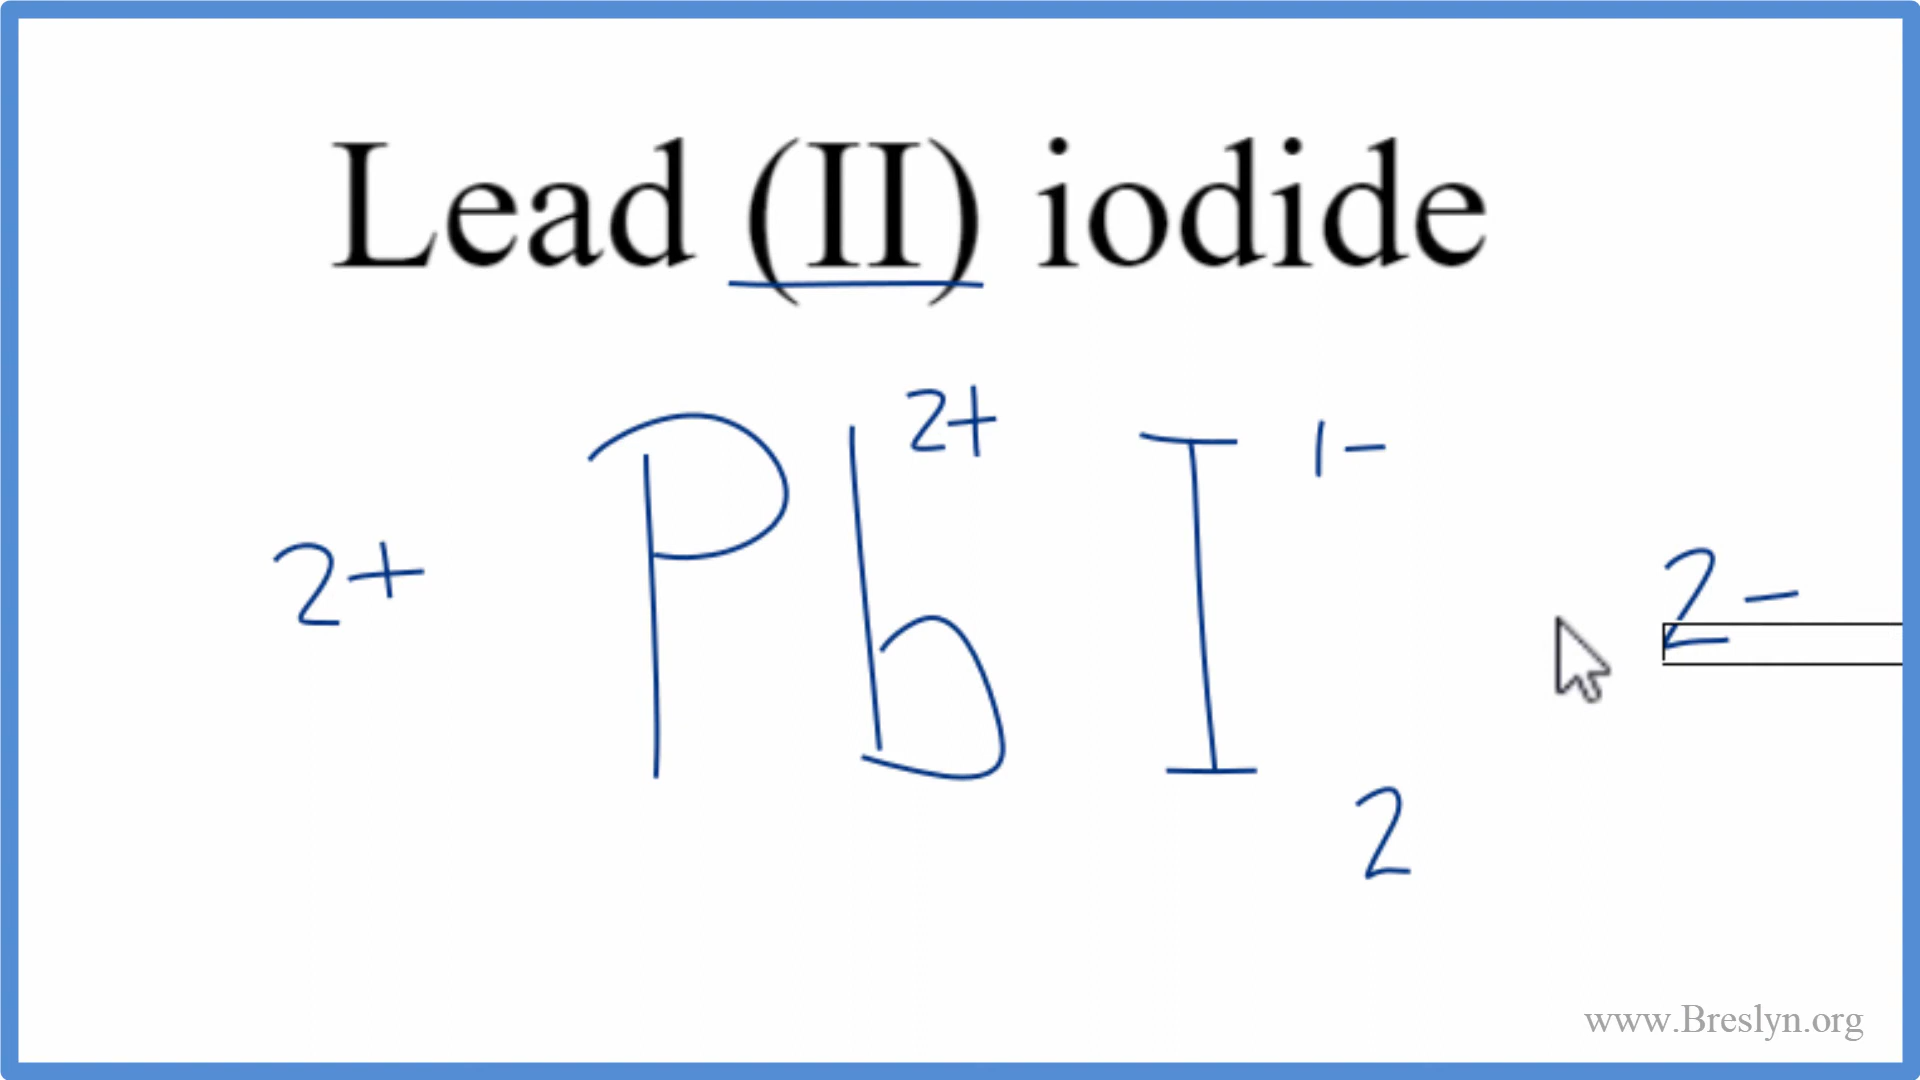 Lead (II) iodide
2+ 1-
2+ Pb I 2-
2
www.Breslyn.org